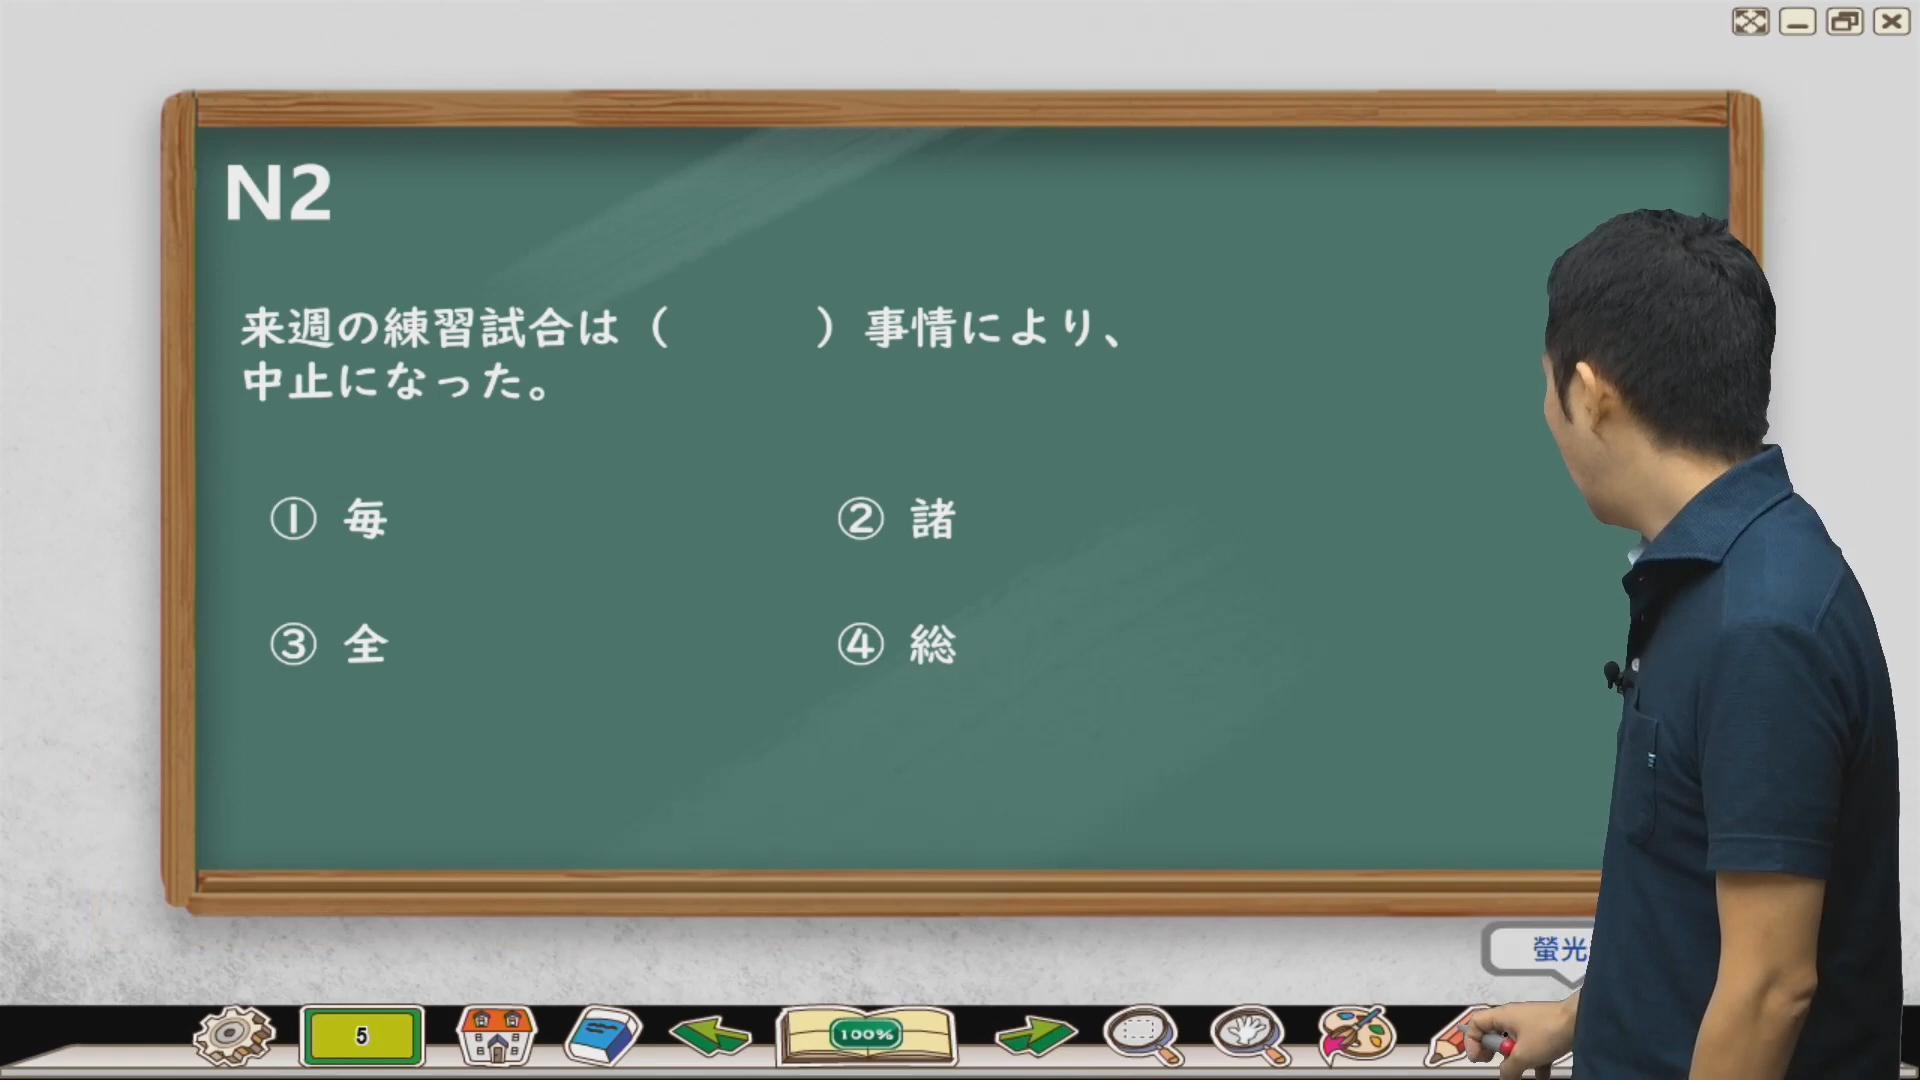 N2
来週の練習試合は（　　　）事情により、
中止になった。
① 毎
② 諸
③ 全
④ 総
螢光
5
100%